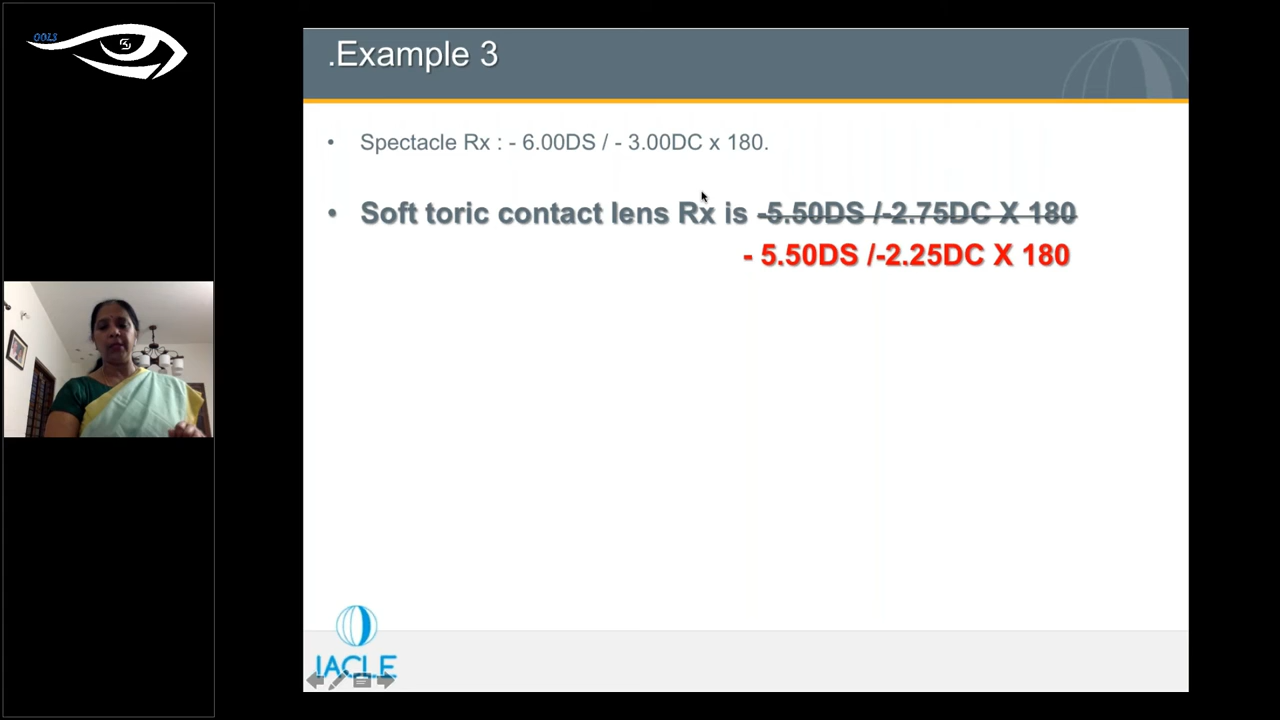 OOLS
.Example 3
• Spectacle Rx : - 6.00DS / - 3.00DC x 180.
• Soft toric contact lens Rx is -5.50DS /-2.75DC X 180
- 5.50DS /-2.25DC X 180
IACLE